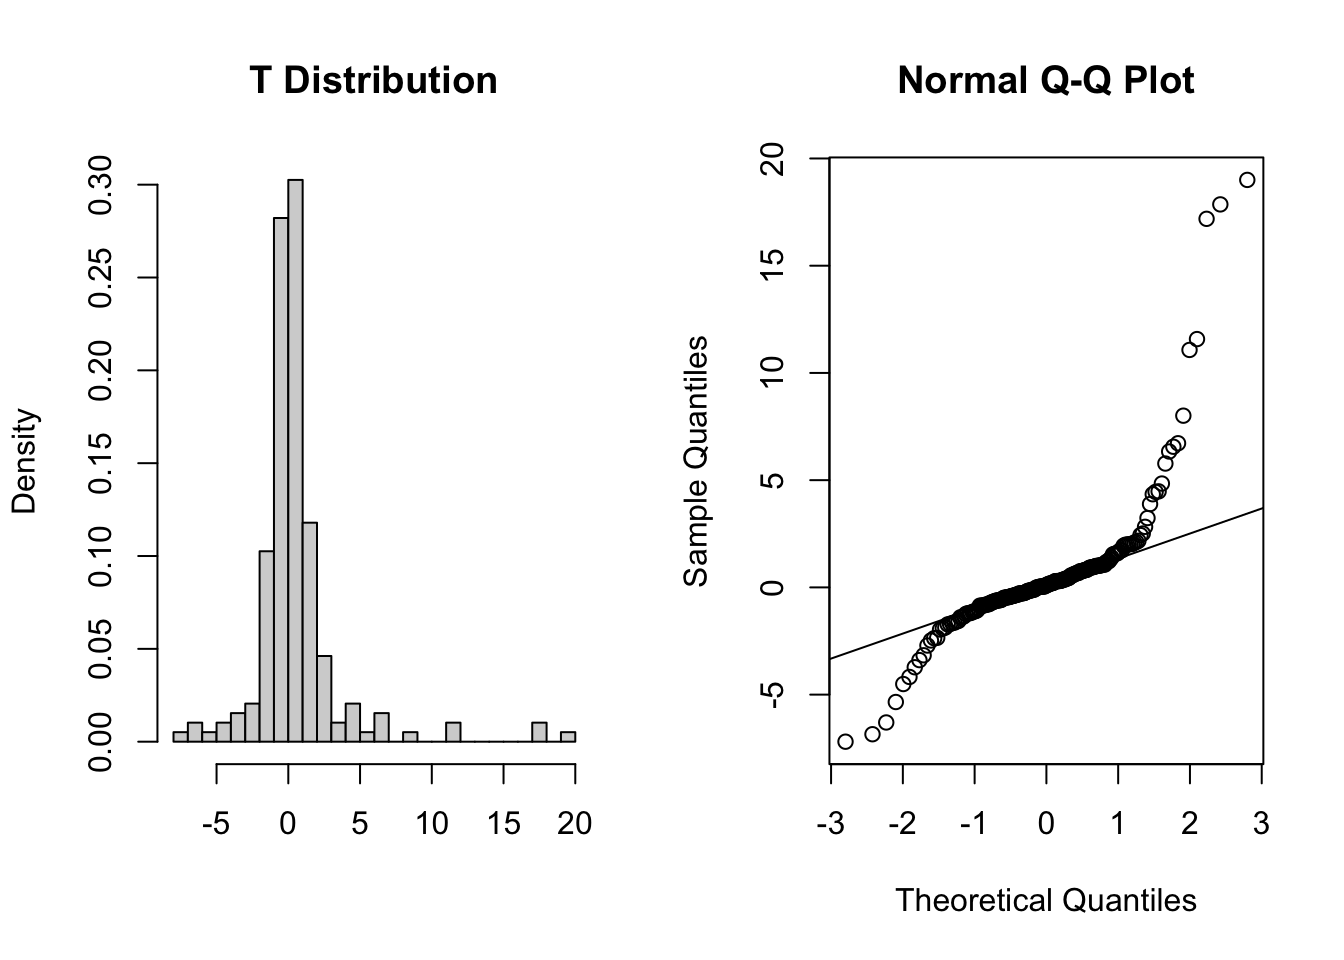 T Distribution
Density
0.00 0.05 0.10 0.15 0.20 0.25 0.30
-5 0 5 10 15 20
Normal Q-Q Plot
Sample Quantiles
-5 0 5 10 15 20
-3 -2 -1 0 1 2 3
Theoretical Quantiles